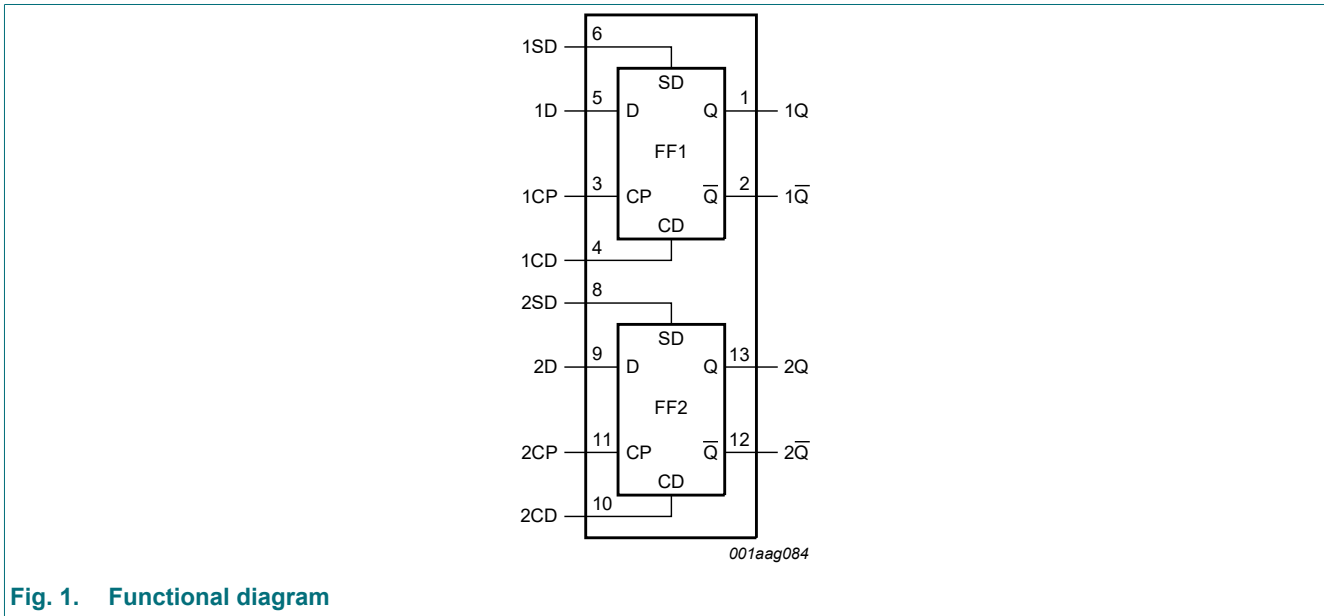 6
1SD
SD
5
1
1D
D
Q
1Q
FF1
3
2
1CP
CP
Q̅
1Q̅
CD
4
1CD
8
2SD
SD
9
13
2D
D
Q
2Q
FF2
11
12
2CP
CP
Q̅
2Q̅
CD
10
2CD
001aag084
Fig. 1. Functional diagram